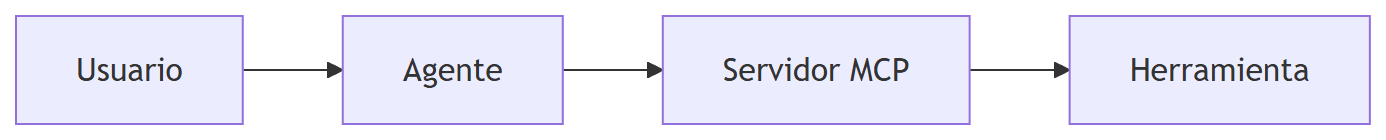 Usuario
Agente
Servidor MCP
Herramienta